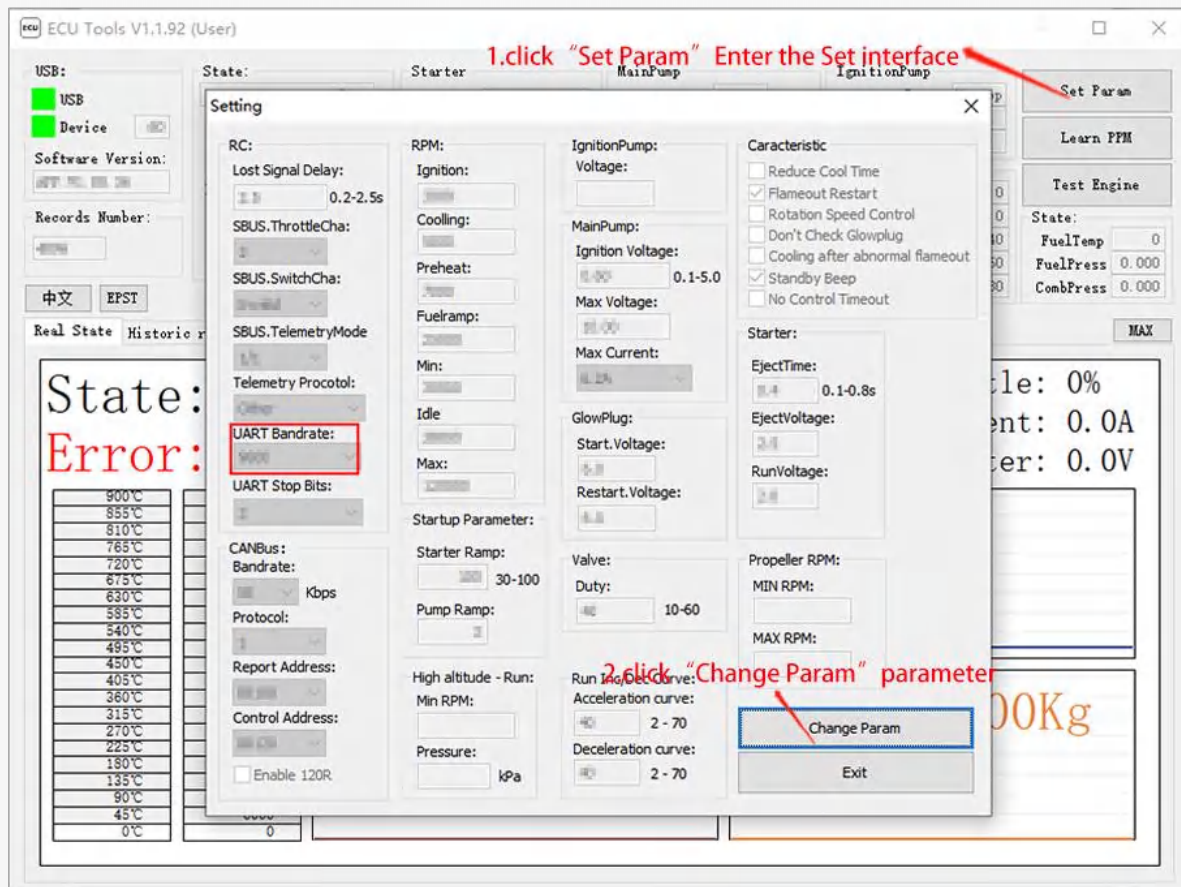 ECU Tools V1.1.92 (User)
1.click “Set Param” Enter the Set interface
USB:
USB
Device
Software Version:
Records Number:
中文
EPST
Real State
Historic r
State:
Starter
MainPump
IgnitionPump
Set Param
Learn PPM
Test Engine
State:
FuelTemp 0
FuelPress 0.000
CombPress 0.000
MAX
Setting
RC:
Lost Signal Delay:
0.2-2.5s
SBUS.ThrottleCha:
SBUS.SwitchCha:
SBUS.TelemetryMode
Telemetry Procotol:
UART Bandrate:
UART Stop Bits:
CANBus:
Bandrate:
Kbps
Protocol:
Report Address:
Control Address:
Enable 120R
RPM:
Ignition:
Coolling:
Preheat:
Fuelramp:
Min:
Idle
Max:
Startup Parameter:
Starter Ramp:
30-100
Pump Ramp:
High altitude - Run:
Min RPM:
Pressure:
kPa
IgnitionPump:
Voltage:
MainPump:
Ignition Voltage:
0.1-5.0
Max Voltage:
Max Current:
GlowPlug:
Start.Voltage:
Restart.Voltage:
Valve:
Duty:
10-60
Run Inc/Dec Curve:
Acceleration curve:
2 - 70
Deceleration curve:
2 - 70
Caracteristic
Reduce Cool Time
Flameout Restart
Rotation Speed Control
Don't Check Glowplug
Cooling after abnormal flameout
Standby Beep
No Control Timeout
Starter:
EjectTime:
0.1-0.8s
EjectVoltage:
RunVoltage:
Propeller RPM:
MIN RPM:
MAX RPM:
2.click “Change Param” parameter
Change Param
Exit
State:
Error:
tle: 0%
ent: 0.0A
ter: 0.0V
00Kg
900℃
855℃
810℃
765℃
720℃
675℃
630℃
585℃
540℃
495℃
450℃
405℃
360℃
315℃
270℃
225℃
180℃
135℃
90℃
45℃
0℃
0